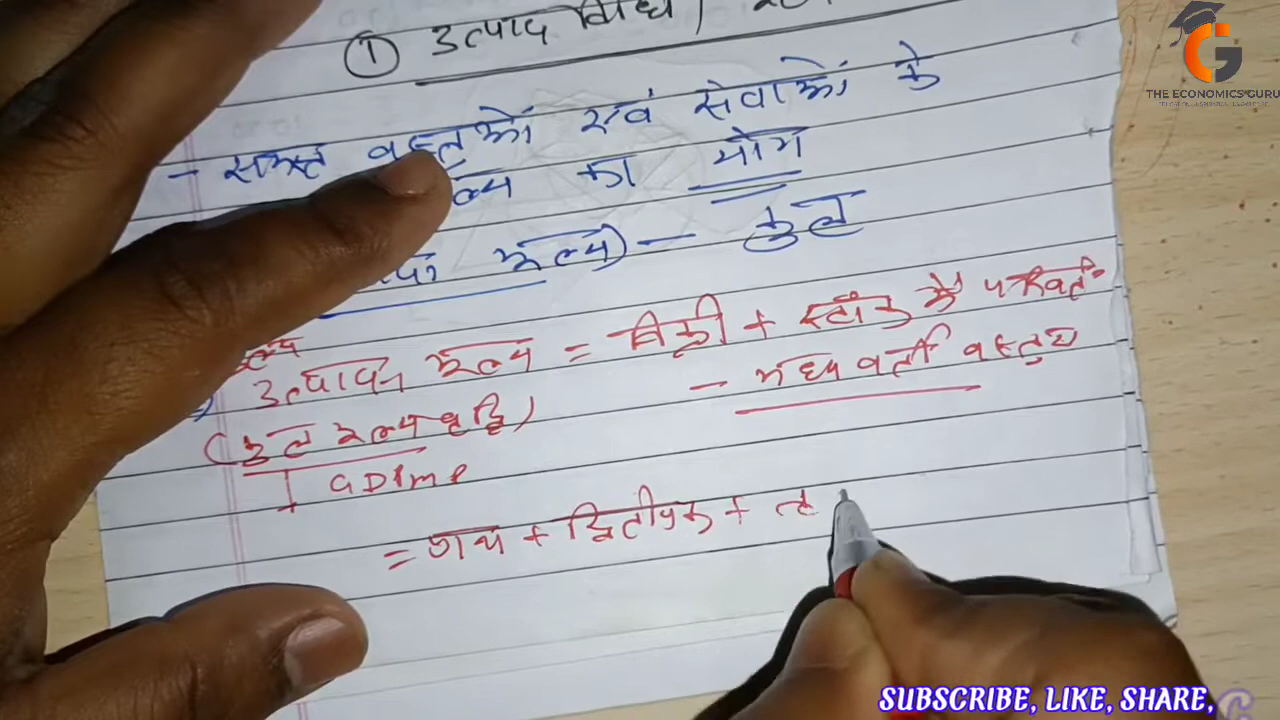 ① उत्पाद विधि /
- समस्त वस्तुओं एवं सेवाओं के
का योग
मूल्य) — कुल
उत्पादन मूल्य = बिक्री + स्टॉक में परिवर्त-
- मध्यवर्ती वस्तुएं
(कुल मूल्य वृद्धि)
GDPmp
= प्राथ + द्वितीयक + त
THE ECONOMICS GURU
SUBSCRIBE, LIKE, SHARE,